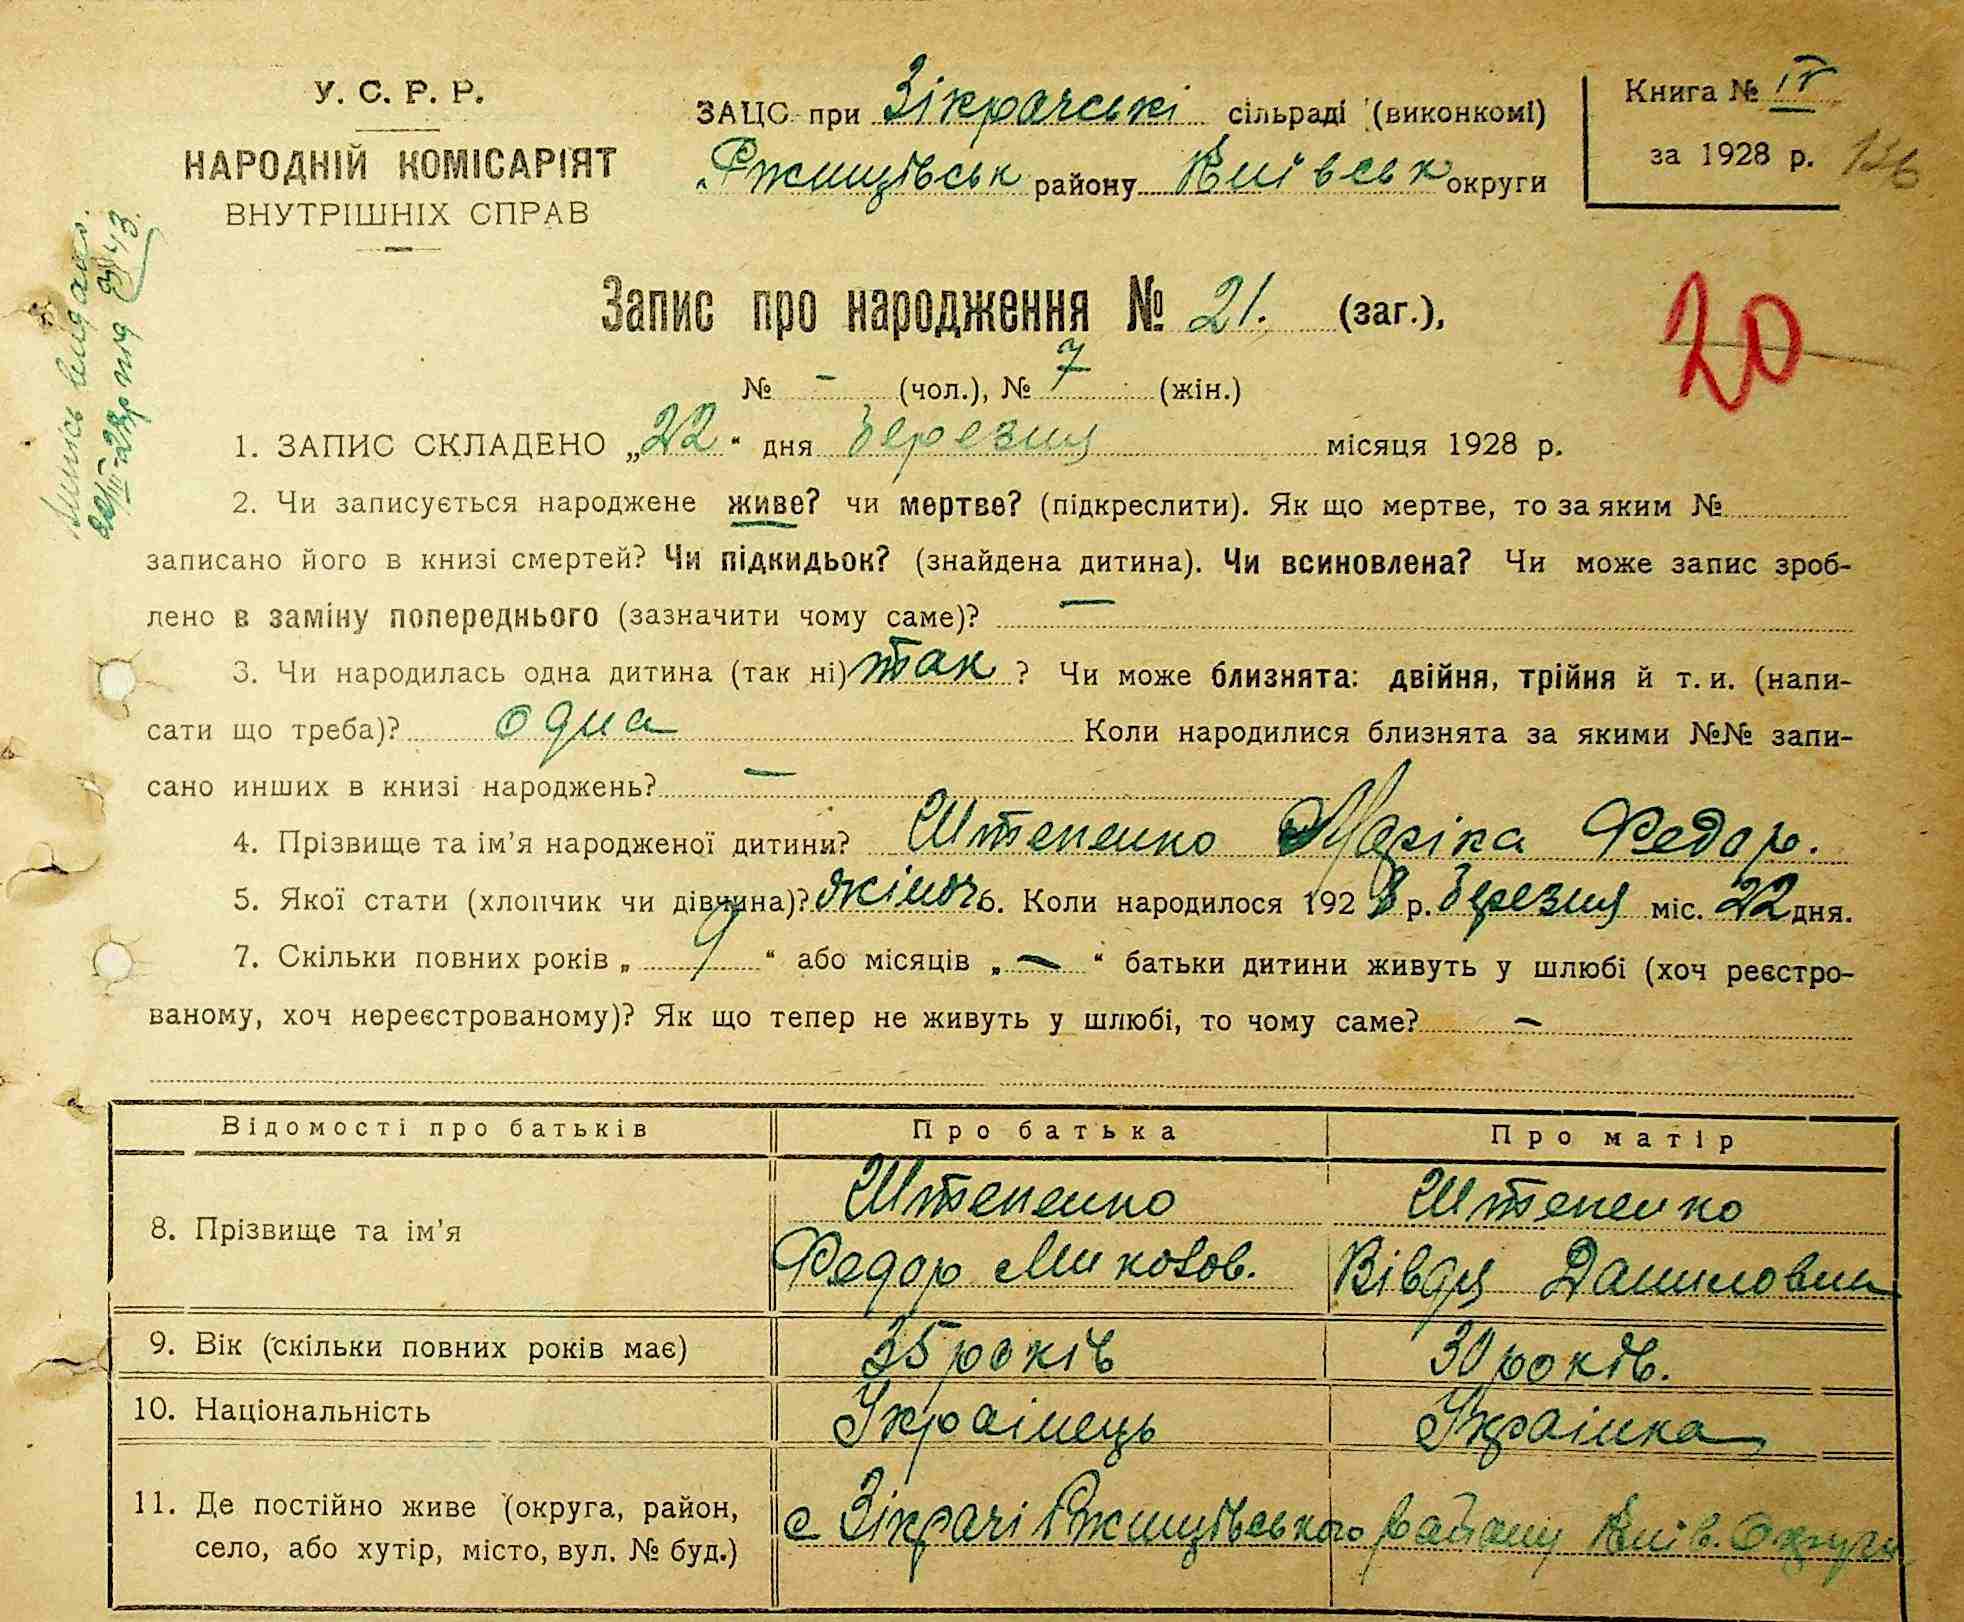 У. С. Р. Р.
НАРОДНІЙ КОМІСАРІЯТ
ВНУТРІШНІХ СПРАВ
ЗАЦС при Зікрачські сільраді (виконкомі)
Ржищівськ району Київськ округи
Книга № IV
за 1928 р.
Запис про народження № 21. (заг.),
20
№ – (чол.), № 7 (жін.)
1. ЗАПИС СКЛАДЕНО „22“ дня березня місяця 1928 р.
2. Чи записується народжене живе? чи мертве? (підкреслити). Як що мертве, то за яким №
записано його в книзі смертей? Чи підкидьок? (знайдена дитина). Чи всиновлена? Чи може запис зроб-
лено в заміну попереднього (зазначити чому саме)? —
3. Чи народилась одна дитина (так ні) так ? Чи може близнята: двійня, трійня й т. и. (напи-
сати що треба)? одна Коли народилися близнята за якими №№ запи-
сано инших в книзі народжень? —
4. Прізвище та ім’я народженої дитини? Штепенко Федор.
5. Якої стати (хлопчик чи дівчина)? жіноч 6. Коли народилося 1928 р. березня міс. 22 дня.
7. Скільки повних років „ 9 “ або місяців „ — “ батьки дитини живуть у шлюбі (хоч реєстро-
ваному, хоч нереєстрованому)? Як що тепер не живуть у шлюбі, то чому саме? –
Відомості про батьків Про батька Про матір
8. Прізвище та ім’я Штепенко Штепенко
Федор Миколов. Вівдя Даниловна
9. Вік (скільки повних років має) 35 років 30 років.
10. Національність Украінець Украінка
11. Де постійно живе (округа, район,
село, або хутір, місто, вул. № буд.) с Зікрачі Ржищівського району Київ. Округи